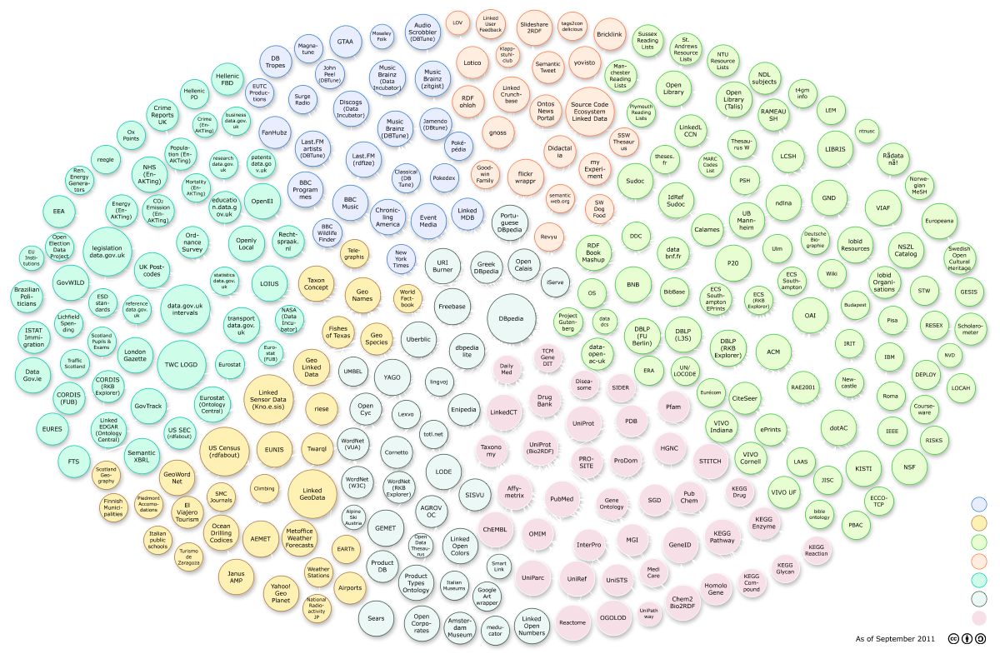 Audio
Scrobbler
(DBTune)
LOV
Linked
User
Feedback
Slideshare
2RDF
tags2con
delicious
Bricklink
Sussex
Reading
Lists
St.
Andrews
Resource
Lists
NTU
Resource
Lists
Moseley
Folk
GTAA
Magna-
tune
DB
Tropes
John
Peel
(DBTune)
Music
Brainz
(Data
Incubator)
Music
Brainz
(zitgist)
Lotico
Klapp-
stuhl-
club
Semantic
Tweet
yovisto
Man-
chester
Reading
Lists
Open
Library
Open
Library
(Talis)
NDL
subjects
t4gm
info
LEM
Hellenic
FBD
Hellenic
PD
EUTC
Produc-
tions
Surge
Radio
Discogs
(Data
Incubator)
RDF
ohloh
Linked
Crunch-
base
Ontos
News
Portal
Source Code
Ecosystem
Linked Data
Plymouth
Reading
Lists
RAMEAU
SH
Crime
Reports
UK
Crime
(En-
AKTing)
business
data.gov.
uk
FanHubz
Last.FM
artists
(DBTune)
Music
Brainz
(DBTune)
Jamendo
(DBtune)
Poké-
pédia
gnoss
Didactal
ia
SSW
Thesaur
us
LinkedL
CCN
Thesau-
rus W
LCSH
LIBRIS
ntnusc
Rådata
nå!
Ox
Points
reegle
Popula-
tion (En-
AKTing)
research
data.gov.
uk
patents
data.go
v.uk
Last.FM
(rdfize)
Classical
(DB
Tune)
Pokedex
Good-
win
Family
flickr
wrappr
my
Experi-
ment
theses.
fr
MARC
Codes
List
PSH
Ren.
Energy
Genera-
tors
NHS
(En-
AKTing)
Mortality
(En-
AKTing)
BBC
Program
mes
semantic
web.org
SW
Dog
Food
Sudoc
IdRef
Sudoc
ndlna
GND
VIAF
Norwe-
gian
MeSH
EEA
Energy
(En-
AKTing)
CO₂
Emission
(En-
AKTing)
educatio
n.data.g
ov.uk
OpenEI
BBC
Music
Chronic-
ling
America
Event
Media
Linked
MDB
Portu-
guese
DBpedia
Revyu
DDC
Calames
UB
Mann-
heim
Europeana
EU
Insti-
tutions
Open
Election
Data
Project
legislation
data.gov.uk
Ord-
nance
Survey
Openly
Local
Recht-
spraak.
nl
BBC
Wildlife
Finder
Tele-
graphis
New
York
Times
URI
Burner
Greek
DBpedia
Open
Calais
iServe
RDF
Book
Mashup
data
bnf.fr
P20
Ulm
Deutsche
Bio-
graphie
lobid
Resources
NSZL
Catalog
Swedish
Open
Cultural
Heritage
Brazilian
Poli-
ticians
GovWILD
UK Post-
codes
statistics
data.gov.
uk
LOIUS
Taxon
Concept
Geo
Names
World
Fact-
book
OS
BNB
BibBase
ECS
South-
ampton
Wiki
lobid
Organi-
sations
STW
GESIS
ESD
stan-
dards
reference
data.gov.
uk
data.gov.uk
intervals
transport
data.gov.
uk
NASA
(Data
Incu-
bator)
Freebase
DBpedia
Project
Guten-
berg
data
dcs
ECS
South-
ampton
EPrints
ECS
(RKB
Explorer)
OAI
Budapest
Pisa
RESEX
Scholaro-
meter
ISTAT
Immi-
gration
Lichfield
Spen-
ding
Scotland
Pupils &
Exams
Fishes
of Texas
Geo
Species
Uberblic
dbpedia
lite
data-
open-
ac-uk
DBLP
(FU
Berlin)
DBLP
(L3S)
DBLP
(RKB
Explorer)
ACM
IRIT
IBM
NVD
Data
Gov.ie
Traffic
Scotland
London
Gazette
TWC LOGD
Eurostat
Euro-
stat
(FUB)
Geo
Linked
Data
UMBEL
YAGO
lingvoj
Daily
Med
TCM
Gene
DIT
ERA
UN/
LOCODE
DEPLOY
LOCAH
CORDIS
(FUB)
CORDIS
(RKB
Explorer)
GovTrack
Eurostat
(Ontology
Central)
Linked
Sensor Data
(Kno.e.sis)
riese
Open
Cyc
Lexvo
Enipedia
LinkedCT
Drug
Bank
Disea-
some
SIDER
Pfam
Eurécom
CiteSeer
RAE2001
New-
castle
Roma
Course-
ware
EURES
Linked
EDGAR
(Ontology
Central)
US SEC
(rdfabout)
totl.net
UniProt
PDB
VIVO
Indiana
ePrints
dotAC
IEEE
RISKS
FTS
Semantic
XBRL
US Census
(rdfabout)
EUNIS
Twarql
WordNet
(VUA)
Cornetto
LODE
Taxono
my
UniProt
(Bio2RDF)
PRO-
SITE
ProDom
HGNC
STITCH
VIVO
Cornell
LAAS
KISTI
NSF
Scotland
Geo-
graphy
GeoWord
Net
Climbing
Linked
GeoData
WordNet
(W3C)
WordNet
(RKB
Explorer)
SISVU
Affy-
metrix
PubMed
Gene
Ontology
SGD
Pub
Chem
KEGG
Drug
VIVO UF
JISC
ECCO-
TCP
Finnish
Munici-
palities
Piedmont
Accomo-
dations
El
Viajero
Tourism
SMC
Journals
Alpine
Ski
Austria
AGROV
OC
bible
ontology
PBAC
Italian
public
schools
Turismo
de
Zaragoza
Ocean
Drilling
Codices
AEMET
Metoffice
Weather
Forecasts
EARTh
GEMET
Open
Data
Thesau-
rus
Linked
Open
Colors
ChEMBL
OMIM
InterPro
MGI
GeneID
KEGG
Pathway
KEGG
Enzyme
KEGG
Reaction
Janus
AMP
Weather
Stations
Product
DB
Smart
Link
UniParc
UniRef
UniSTS
Medi
Care
KEGG
Glycan
Yahoo!
Geo
Planet
Airports
National
Radio-
activity
JP
Product
Types
Ontology
Italian
Museums
Google
Art
wrapper
Chem2
Bio2RDF
Homolo
Gene
KEGG
Com-
pound
Sears
Open
Corpo-
rates
Amster-
dam
Museum
medu-
cator
Linked
Open
Numbers
Reactome
OGOLOD
UniPath
way
As of September 2011
cc